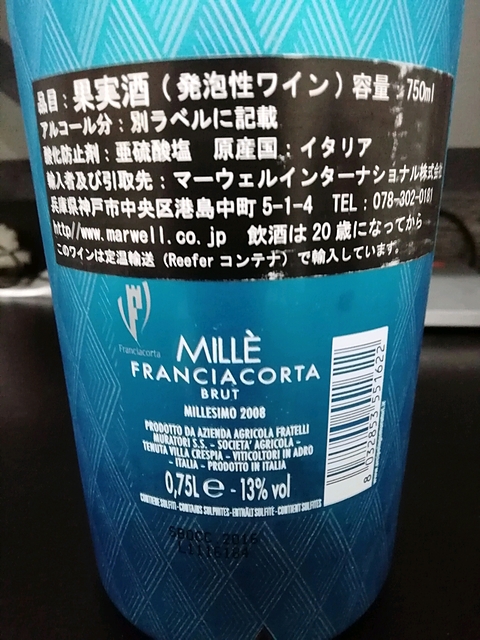 品目：果実酒（発泡性ワイン）容量 750ml
アルコール分：別ラベルに記載
酸化防止剤：亜硫酸塩 原産国：イタリア
輸入者及び引取先：マーウェルインターナショナル株式会社
兵庫県神戸市中央区港島中町5-1-4 TEL：078-302-0181
http//www.marwell.co.jp 飲酒は20歳になってから
このワインは定温輸送（Reefer コンテナ）で輸入しています。
Franciacorta
MILLÈ
FRANCIACORTA
BRUT
MILLESIMO 2008
PRODOTTO DA AZIENDA AGRICOLA FRATELLI
MURATORI S.S. - SOCIETA' AGRICOLA -
TENUTA VILLA CRESPIA - VITICOLTORI IN ADRO
- ITALIA - PRODOTTO IN ITALIA
0,75L e - 13% vol
CONTIENE SOLFITI-CONTAINS SULPHITES-ENTHÄLT SULFITE-CONTIENT SULFITES
8 032853 551622
2016
L1116184